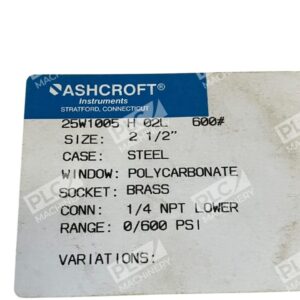 ASHCROFT®
Instruments
STRATFORD, CONNECTICUT
25W1005 H 02L 600#
SIZE: 2 1/2"
CASE: STEEL
WINDOW: POLYCARBONATE
SOCKET: BRASS
CONN: 1/4 NPT LOWER
RANGE: 0/600 PSI
VARIATIONS: